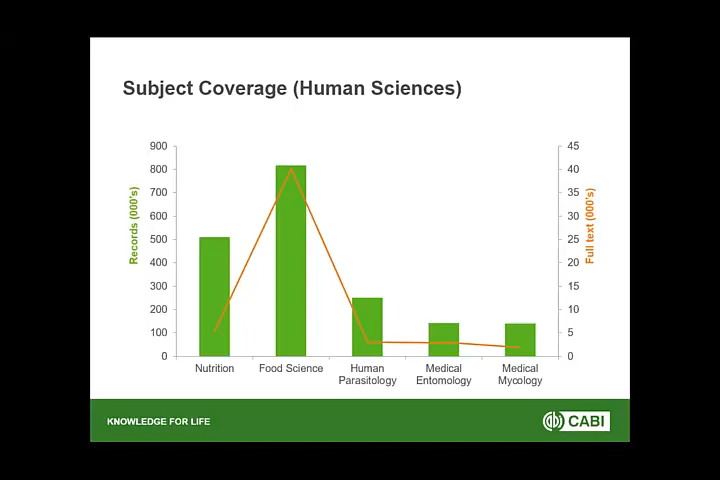 Subject Coverage (Human Sciences)
900
800
700
600
500
400
300
200
100
0
Records (000's)
45
40
35
30
25
20
15
10
5
0
Full text (000's)
Nutrition
Food Science
Human
Parasitology
Medical
Entomology
Medical
Mycology
KNOWLEDGE FOR LIFE
CABI